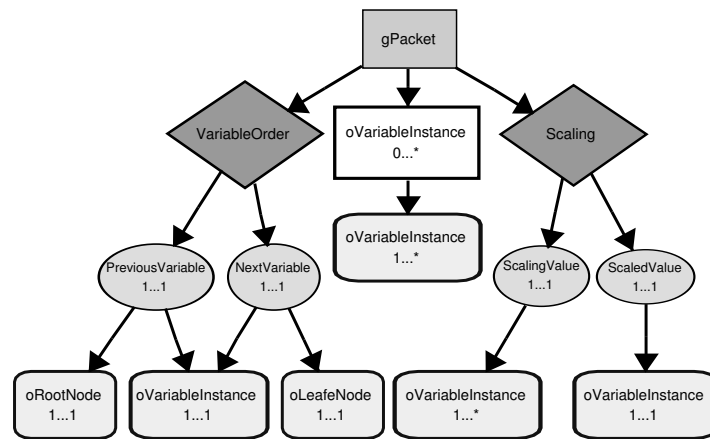 gPacket
VariableOrder
oVariableInstance
0...*
Scaling
oVariableInstance
1...*
PreviousVariable
1...1
NextVariable
1...1
ScalingValue
1...1
ScaledValue
1...1
oRootNode
1...1
oVariableInstance
1...1
oLeafeNode
1...1
oVariableInstance
1...*
oVariableInstance
1...1